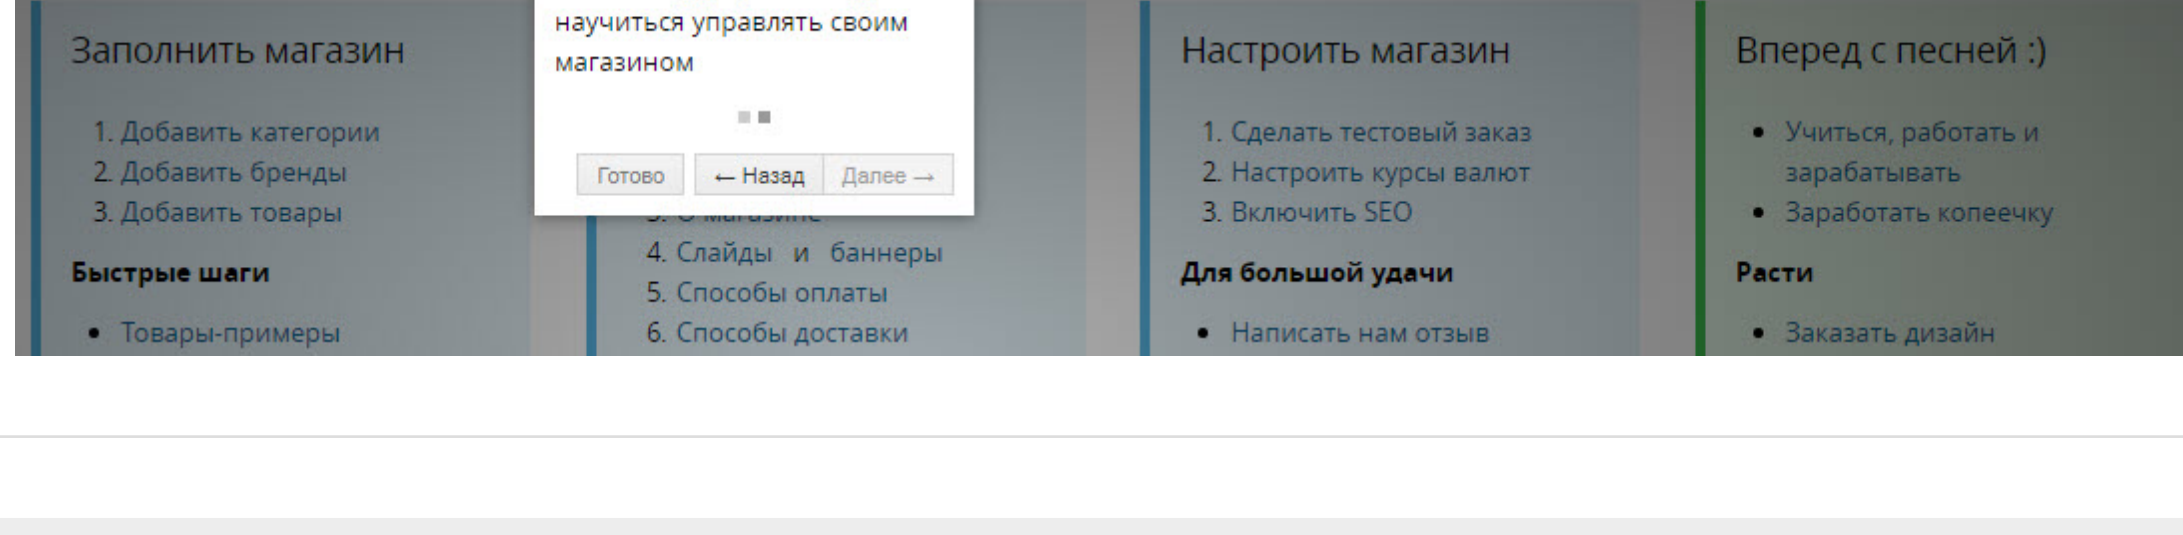 научиться управлять своим
магазином
Готово
← Назад
Далее →
Заполнить магазин
1. Добавить категории
2. Добавить бренды
3. Добавить товары
Быстрые шаги
• Товары-примеры
3. О магазине
4. Слайды и баннеры
5. Способы оплаты
6. Способы доставки
Настроить магазин
1. Сделать тестовый заказ
2. Настроить курсы валют
3. Включить SEO
Для большой удачи
• Написать нам отзыв
Вперед с песней :)
• Учиться, работать и
зарабатывать
• Заработать копеечку
Расти
• Заказать дизайн